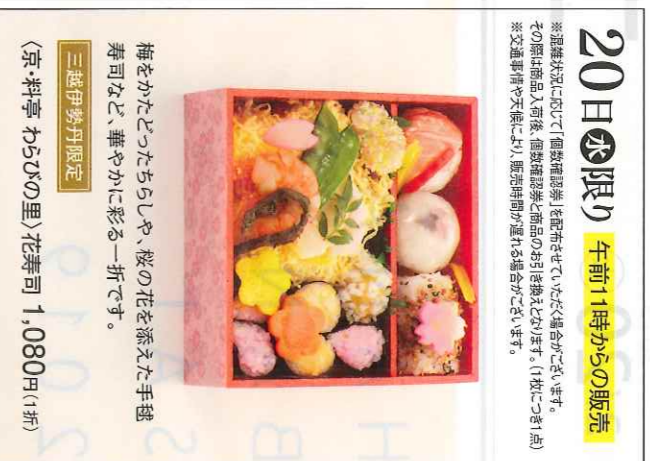 20日㊌限り 午前11時からの販売
※混雑状況に応じて「個数確認券」を配布させていただく場合がございます。
その際は商品入荷後、個数確認券と商品のお引き換えとなります。(1枚につき1点)
※交通事情や天候により、販売時間が遅れる場合がございます。
梅をかたどったちらしや、桜の花を添えた手毬
寿司など、華やかに彩る一折です。
三越伊勢丹限定
〈京・料亭 わらびの里〉花寿司 1,080円(1折)